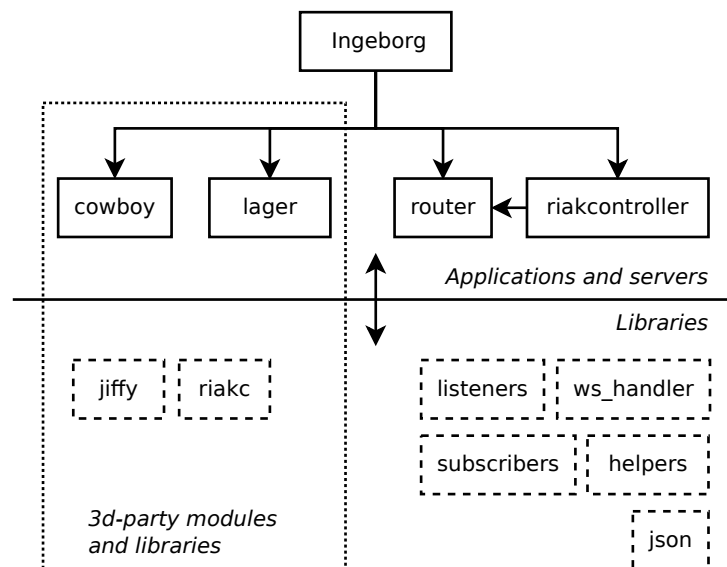 Ingeborg
cowboy
lager
router
riakcontroller
Applications and servers
Libraries
jiffy
riakc
listeners
ws_handler
subscribers
helpers
3d-party modules
and libraries
json